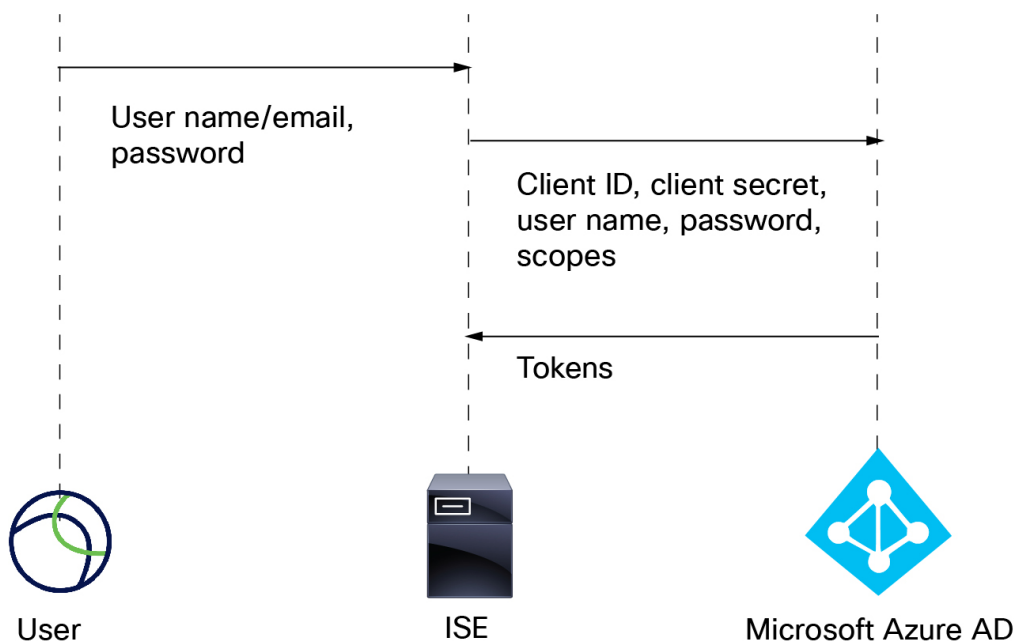 User name/email,
password
Client ID, client secret,
user name, password,
scopes
Tokens
User
ISE
Microsoft Azure AD